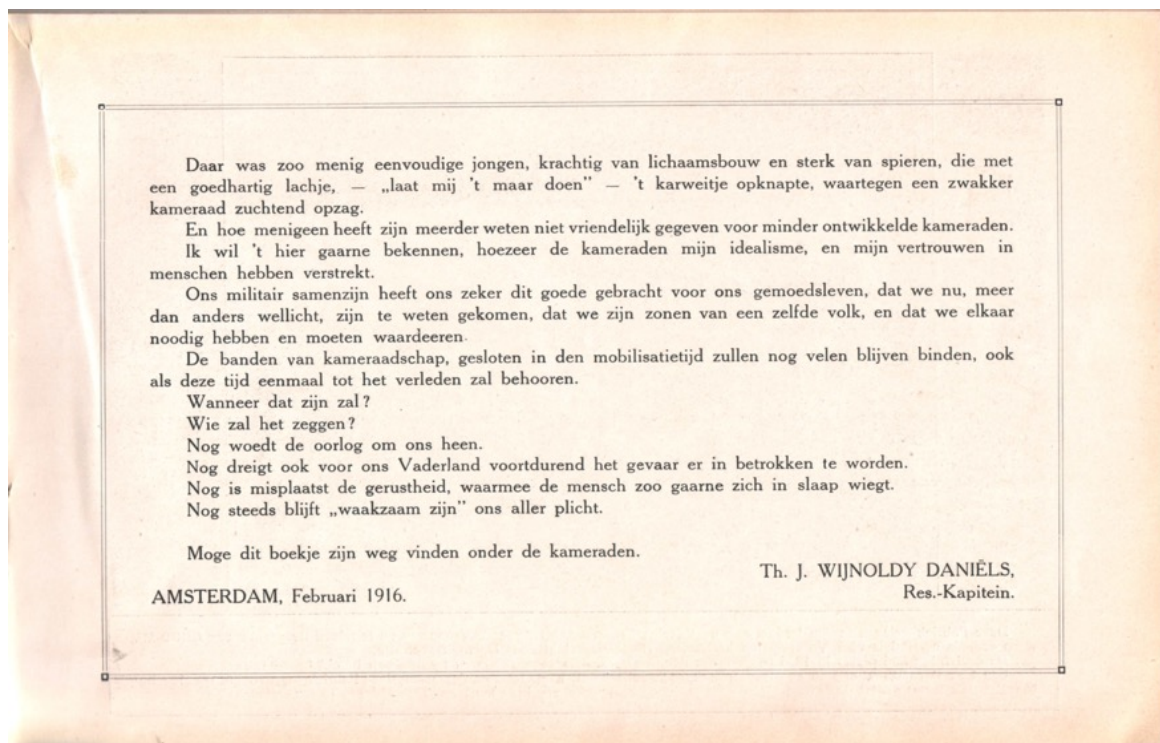 Daar was zoo menig eenvoudige jongen, krachtig van lichaamsbouw en sterk van spieren, die met
een goedhartig lachje, — „laat mij 't maar doen" — 't karweitje opknapte, waartegen een zwakker
kameraad zuchtend opzag.
En hoe menigeen heeft zijn meerder weten niet vriendelijk gegeven voor minder ontwikkelde kameraden.
Ik wil 't hier gaarne bekennen, hoezeer de kameraden mijn idealisme, en mijn vertrouwen in
menschen hebben verstrekt.
Ons militair samenzijn heeft ons zeker dit goede gebracht voor ons gemoedsleven, dat we nu, meer
dan anders wellicht, zijn te weten gekomen, dat we zijn zonen van een zelfde volk, en dat we elkaar
noodig hebben en moeten waardeeren.
De banden van kameraadschap, gesloten in den mobilisatietijd zullen nog velen blijven binden, ook
als deze tijd eenmaal tot het verleden zal behooren.
Wanneer dat zijn zal?
Wie zal het zeggen?
Nog woedt de oorlog om ons heen.
Nog dreigt ook voor ons Vaderland voortdurend het gevaar er in betrokken te worden.
Nog is misplaatst de gerustheid, waarmee de mensch zoo gaarne zich in slaap wiegt.
Nog steeds blijft „waakzaam zijn" ons aller plicht.
Moge dit boekje zijn weg vinden onder de kameraden.
Th. J. WIJNOLDY DANIËLS,
AMSTERDAM, Februari 1916.
Res.-Kapitein.